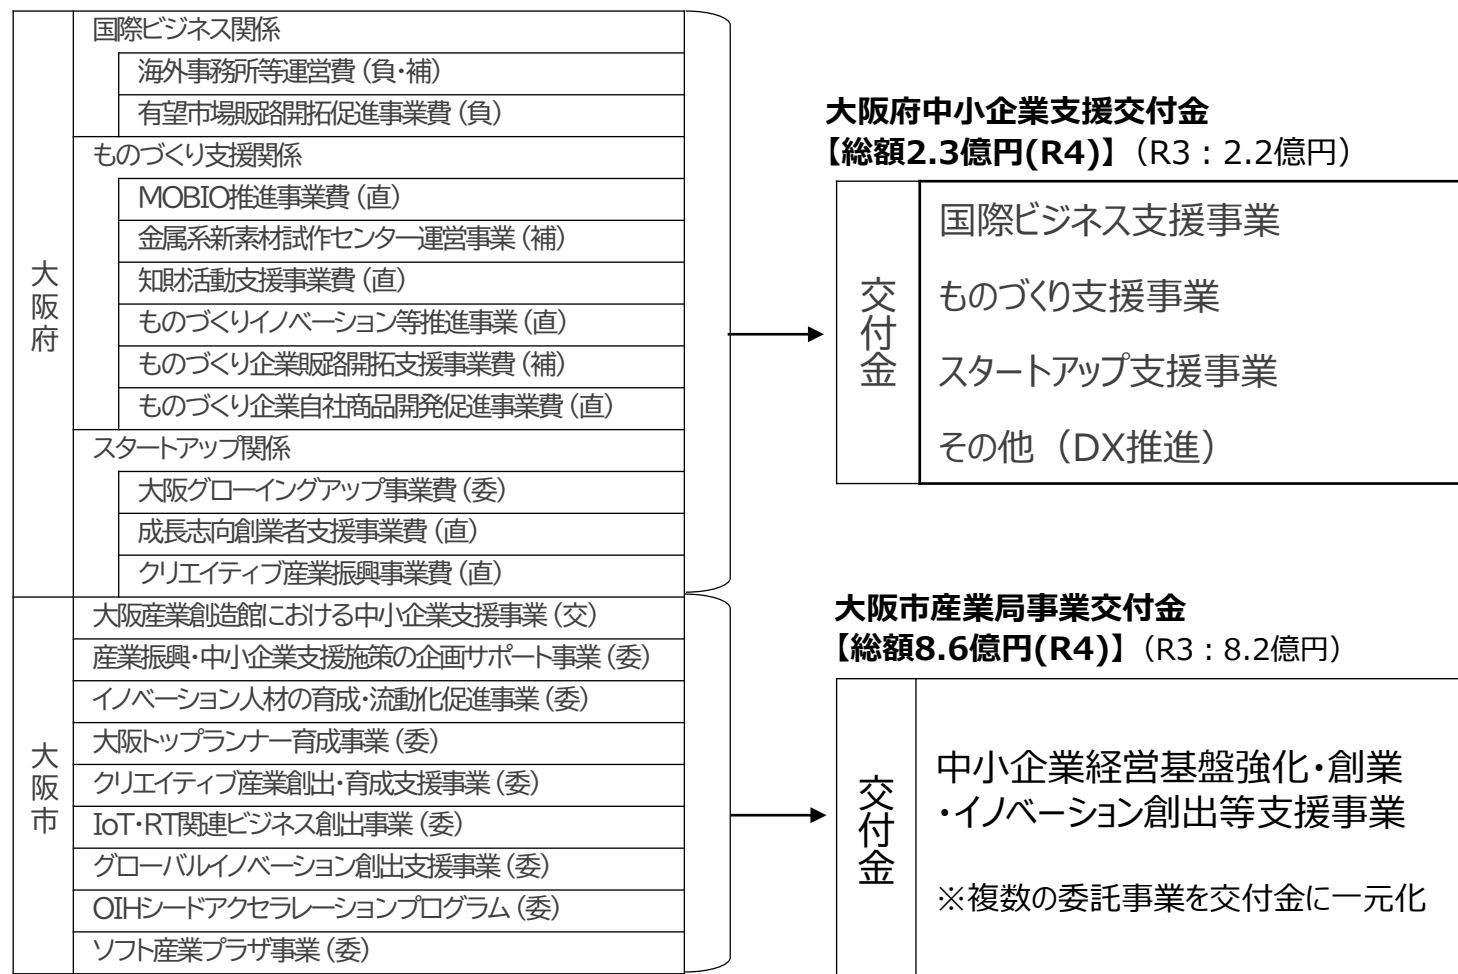 大阪府
国際ビジネス関係
海外事務所等運営費(負・補)
有望市場販路開拓促進事業費(負)
ものづくり支援関係
MOBIO推進事業費(直)
金属系新素材試作センター運営事業(補)
知財活動支援事業費(直)
ものづくりイノベーション等推進事業(直)
ものづくり企業販路開拓支援事業費(補)
ものづくり企業自社商品開発促進事業費(直)
スタートアップ関係
大阪グローイングアップ事業費(委)
成長志向創業者支援事業費(直)
クリエイティブ産業振興事業費(直)
大阪市
大阪産業創造館における中小企業支援事業(交)
産業振興・中小企業支援施策の企画サポート事業(委)
イノベーション人材の育成・流動化促進事業(委)
大阪トップランナー育成事業(委)
クリエイティブ産業創出・育成支援事業(委)
IoT・RT関連ビジネス創出事業(委)
グローバルイノベーション創出支援事業(委)
OIHシードアクセラレーションプログラム(委)
ソフト産業プラザ事業(委)
大阪府中小企業支援交付金
【総額2.3億円(R4)】（R3：2.2億円）
交付金
国際ビジネス支援事業
ものづくり支援事業
スタートアップ支援事業
その他（DX推進）
大阪市産業局事業交付金
【総額8.6億円(R4)】（R3：8.2億円）
交付金
中小企業経営基盤強化・創業
・イノベーション創出等支援事業
※複数の委託事業を交付金に一元化